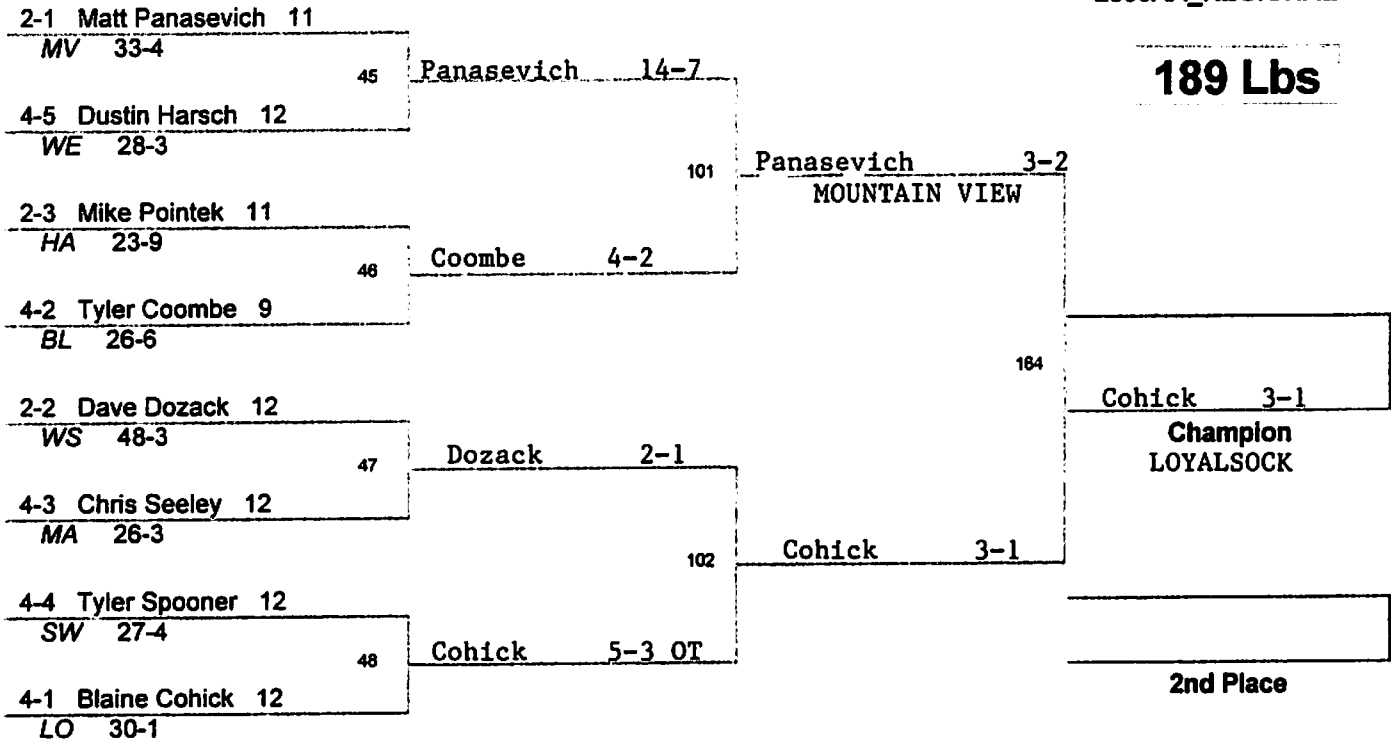 189 Lbs
2-1 Matt Panasevich 11
MV 33-4
45
Panasevich 14-7
4-5 Dustin Harsch 12
WE 28-3
101
Panasevich 3-2
MOUNTAIN VIEW
2-3 Mike Pointek 11
HA 23-9
46
Coombe 4-2
4-2 Tyler Coombe 9
BL 26-6
164
Cohick 3-1
Champion
LOYALSOCK
2-2 Dave Dozack 12
WS 48-3
47
Dozack 2-1
4-3 Chris Seeley 12
MA 26-3
102
Cohick 3-1
4-4 Tyler Spooner 12
SW 27-4
48
Cohick 5-3 OT
4-1 Blaine Cohick 12
LO 30-1
2nd Place